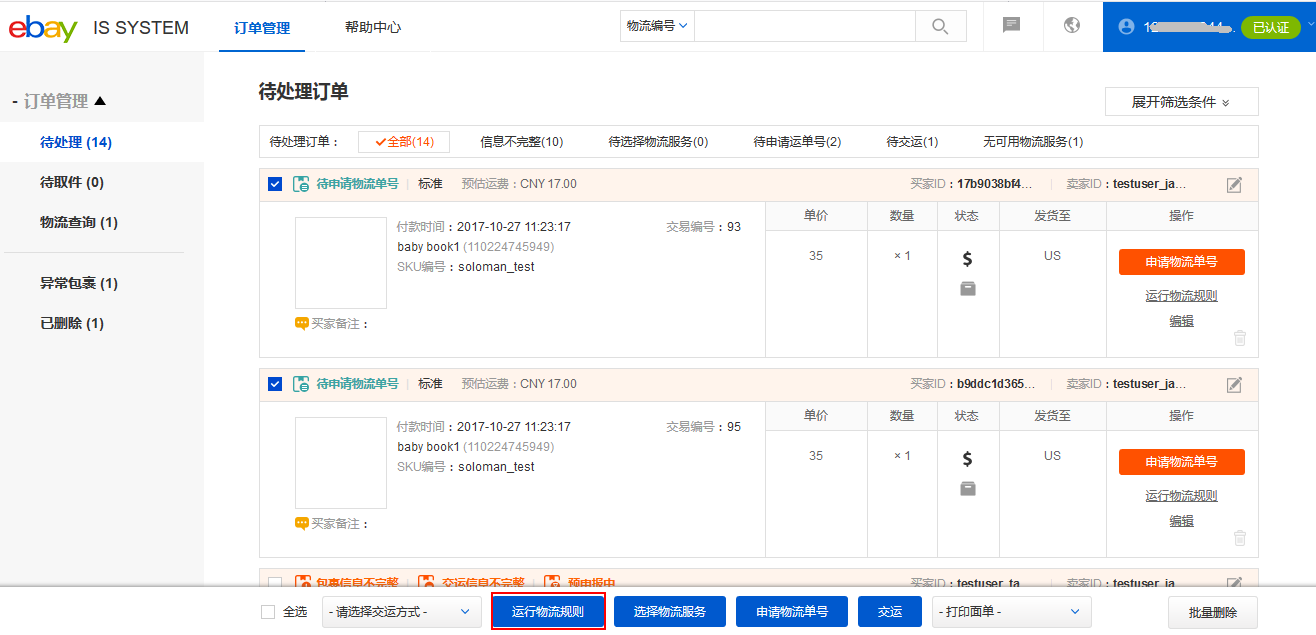 ebay IS SYSTEM 订单管理 帮助中心 物流编号 已认证
- 订单管理 ▲
待处理 (14)
待取件 (0)
物流查询 (1)
异常包裹 (1)
已删除 (1)
待处理订单
展开筛选条件
待处理订单： 全部(14) 信息不完整(10) 待选择物流服务(0) 待申请运单号(2) 待交运(1) 无可用物流服务(1)
待申请物流单号 标准 预估运费：CNY 17.00 买家ID：17b9038bf4... 卖家ID：testuser_ja...
单价 数量 状态 发货至 操作
付款时间：2017-10-27 11:23:17 交易编号：93
baby book1 (110224745949)
SKU编号：soloman_test
35 × 1 $ US
申请物流单号
运行物流规则
编辑
买家备注：
待申请物流单号 标准 预估运费：CNY 17.00 买家ID：b9ddc1d365... 卖家ID：testuser_ja...
单价 数量 状态 发货至 操作
付款时间：2017-10-27 11:23:17 交易编号：95
baby book1 (110224745949)
SKU编号：soloman_test
35 × 1 $ US
申请物流单号
运行物流规则
编辑
买家备注：
包裹信息不完整 交运信息不完整 预申报中 买家ID：testuser_ta... 卖家ID：testuser_ja...
全选 - 请选择交运方式 - 运行物流规则 选择物流服务 申请物流单号 交运 - 打印面单 - 批量删除